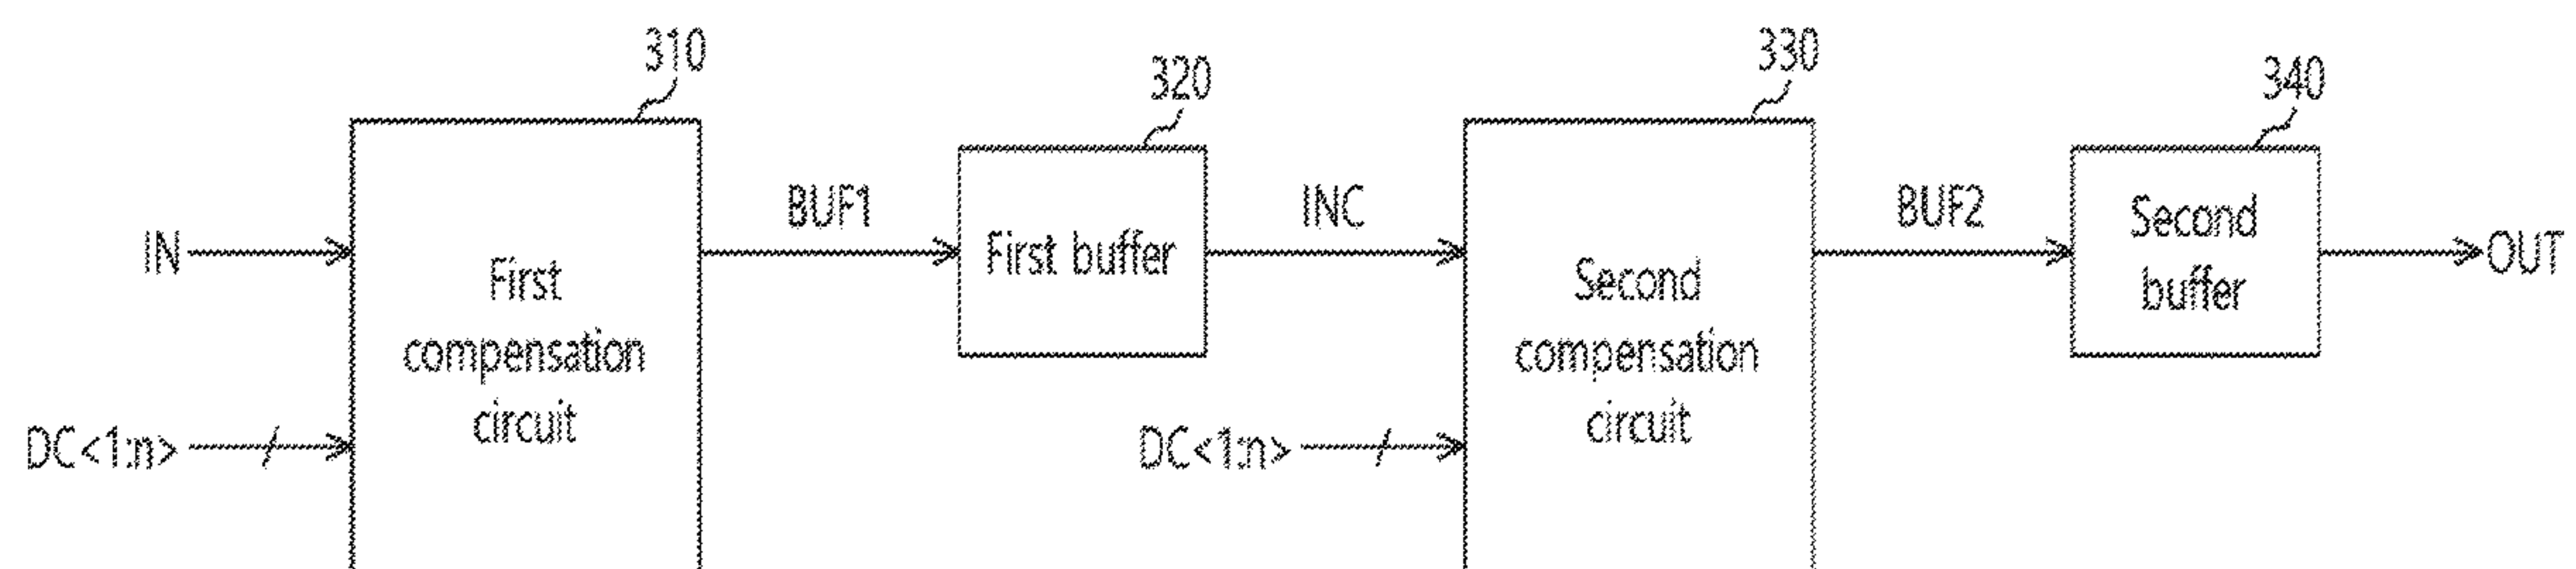 310
320
330
340
IN
DC<1:n>
First
compensation
circuit
BUF1
First buffer
INC
DC<1:n>
Second
compensation
circuit
BUF2
Second
buffer
OUT